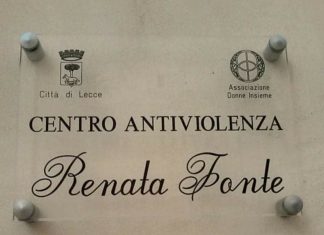 Città di Lecce
Associazione
Donne Insieme
CENTRO ANTIVIOLENZA
Renata Fonte